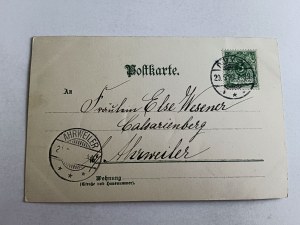 Postkarte.
An
Fräulein Else Wesener
Calvarienberg
Ahrweiler
AHRWEILER
Wohnung
(Straße und Hausnummer)